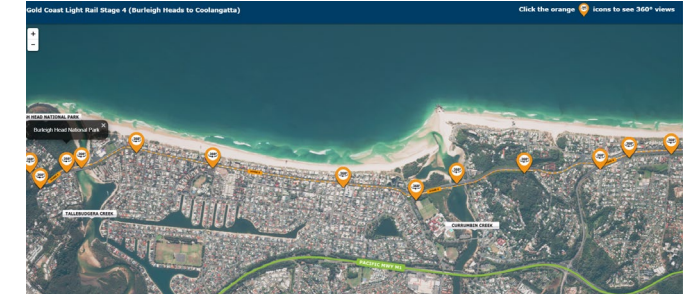 Gold Coast Light Rail Stage 4 (Burleigh Heads to Coolangatta)
Click the orange icons to see 360° views
+
−
H HEAD NATIONAL PARK
Burleigh Head National Park ×
TALLEBUDGERA CREEK
CURRUMBIN CREEK
PACIFIC MWY M1